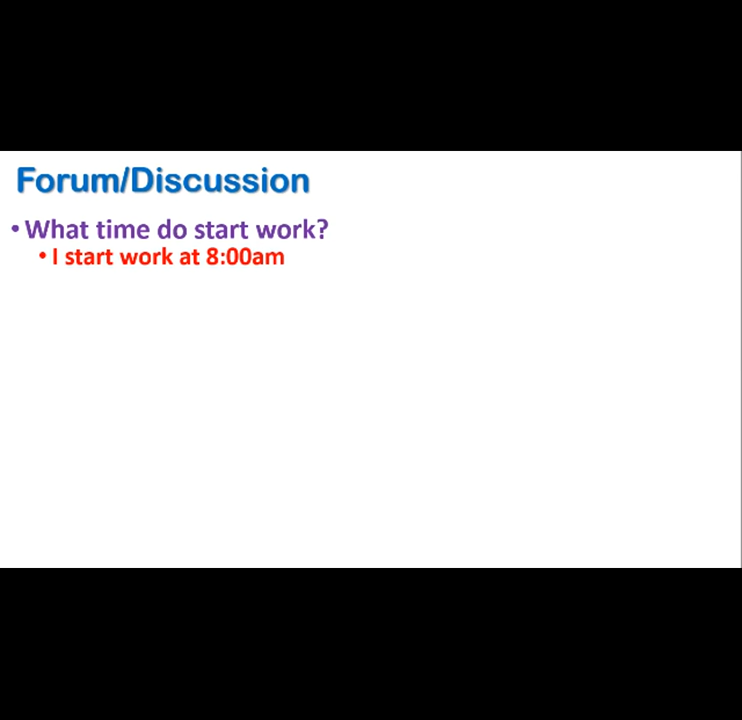 Forum/Discussion
• What time do start work?
• I start work at 8:00am